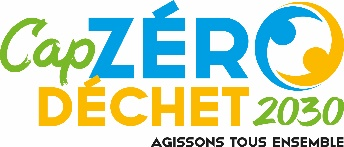 Cap ZÉRO
DÉCHET 2030
AGISSONS TOUS ENSEMBLE